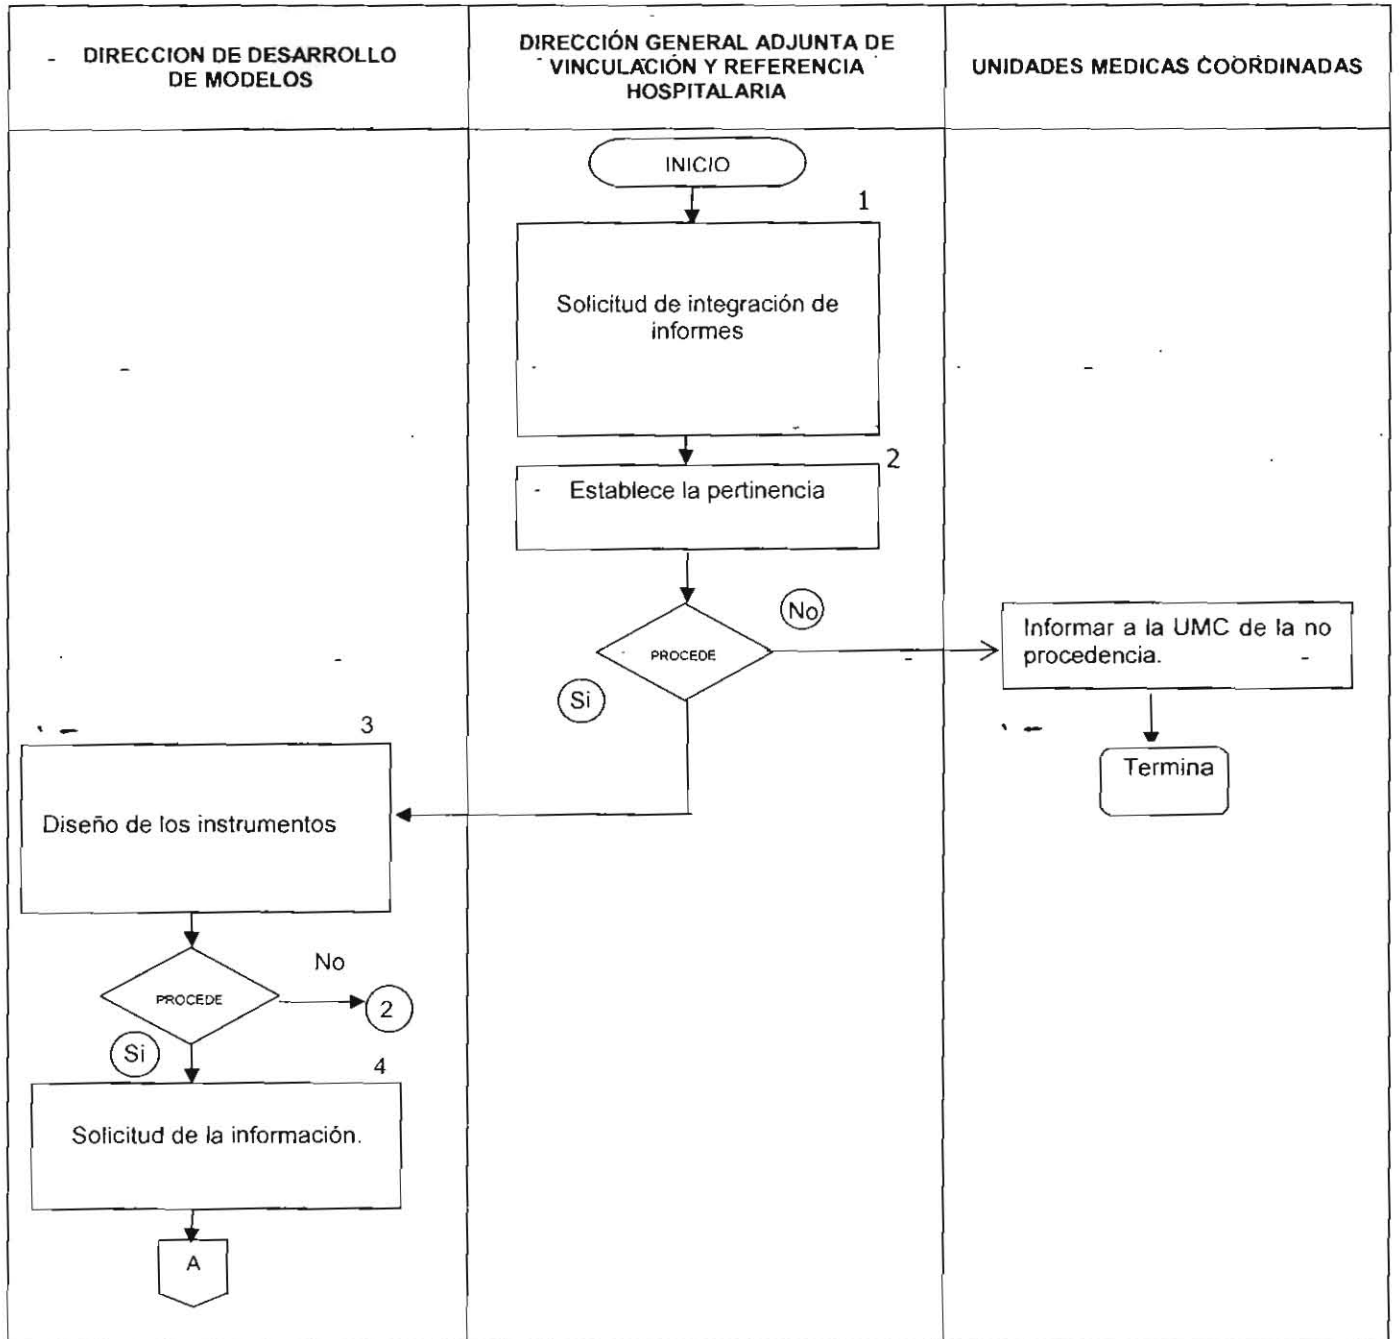 DIRECCION DE DESARROLLO
DE MODELOS
DIRECCIÓN GENERAL ADJUNTA DE
VINCULACIÓN Y REFERENCIA
HOSPITALARIA
UNIDADES MEDICAS COORDINADAS
INICIO
1
Solicitud de integración de
informes
2
Establece la pertinencia
PROCEDE
No
Informar a la UMC de la no
procedencia.
Termina
Si
3
Diseño de los instrumentos
PROCEDE
No
2
Si
4
Solicitud de la información.
A